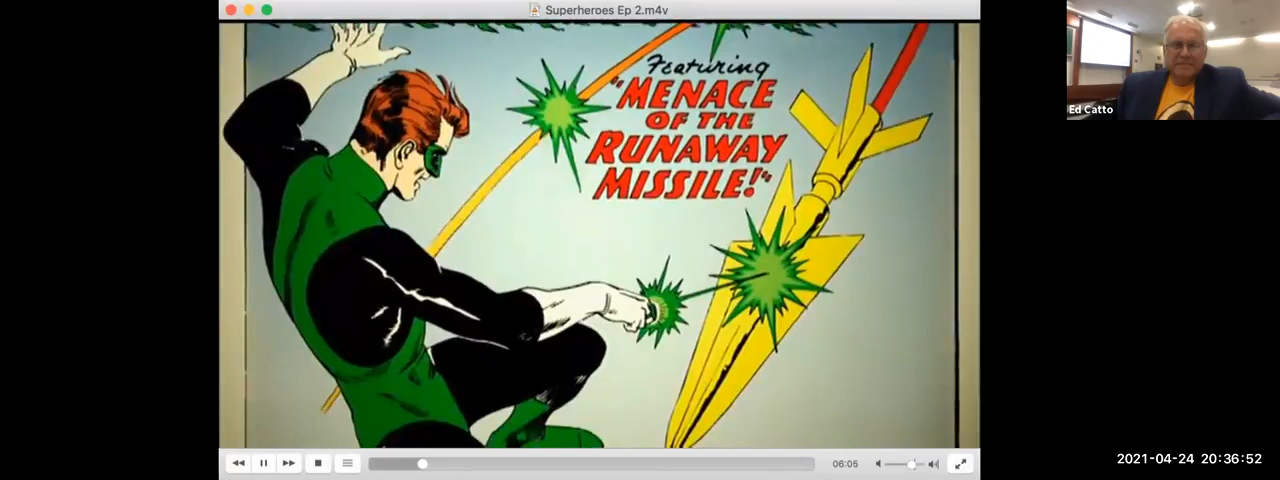 Superheroes Ep 2.m4v
Featuring
"MENACE
OF THE
RUNAWAY
MISSILE!"
Ed Catto
06:05
2021-04-24 20:36:52